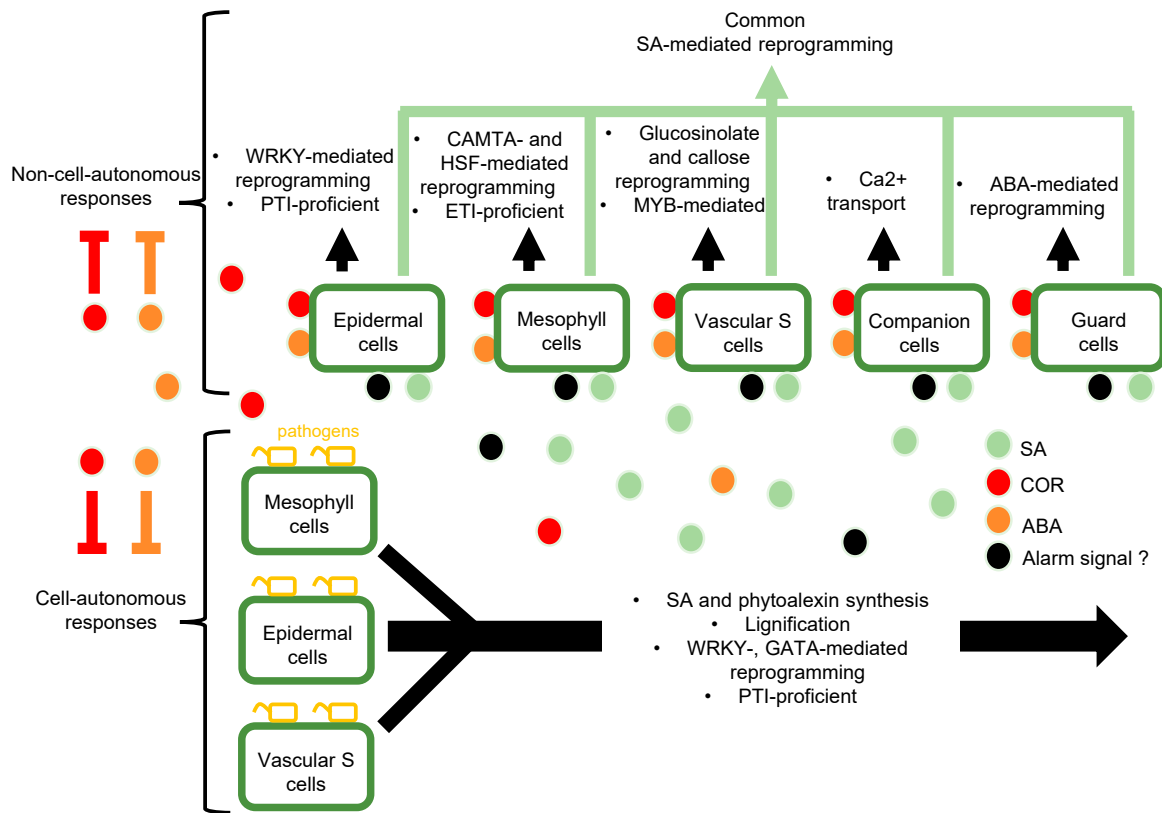 Common
SA-mediated reprogramming
Non-cell-autonomous
responses
• WRKY-mediated
reprogramming
• PTI-proficient
• CAMTA- and
HSF-mediated
reprogramming
• ETI-proficient
• Glucosinolate
and callose
reprogramming
• MYB-mediated
• Ca2+
transport
• ABA-mediated
reprogramming
Epidermal
cells
Mesophyll
cells
Vascular S
cells
Companion
cells
Guard
cells
pathogens
Mesophyll
cells
SA
COR
ABA
Alarm signal ?
Cell-autonomous
responses
Epidermal
cells
• SA and phytoalexin synthesis
• Lignification
• WRKY-, GATA-mediated
reprogramming
• PTI-proficient
Vascular S
cells